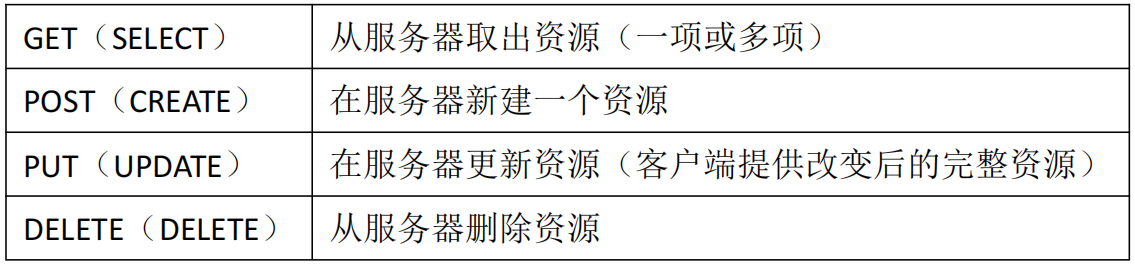 GET（SELECT） 从服务器取出资源（一项或多项）
POST（CREATE） 在服务器新建一个资源
PUT（UPDATE） 在服务器更新资源（客户端提供改变后的完整资源）
DELETE（DELETE） 从服务器删除资源